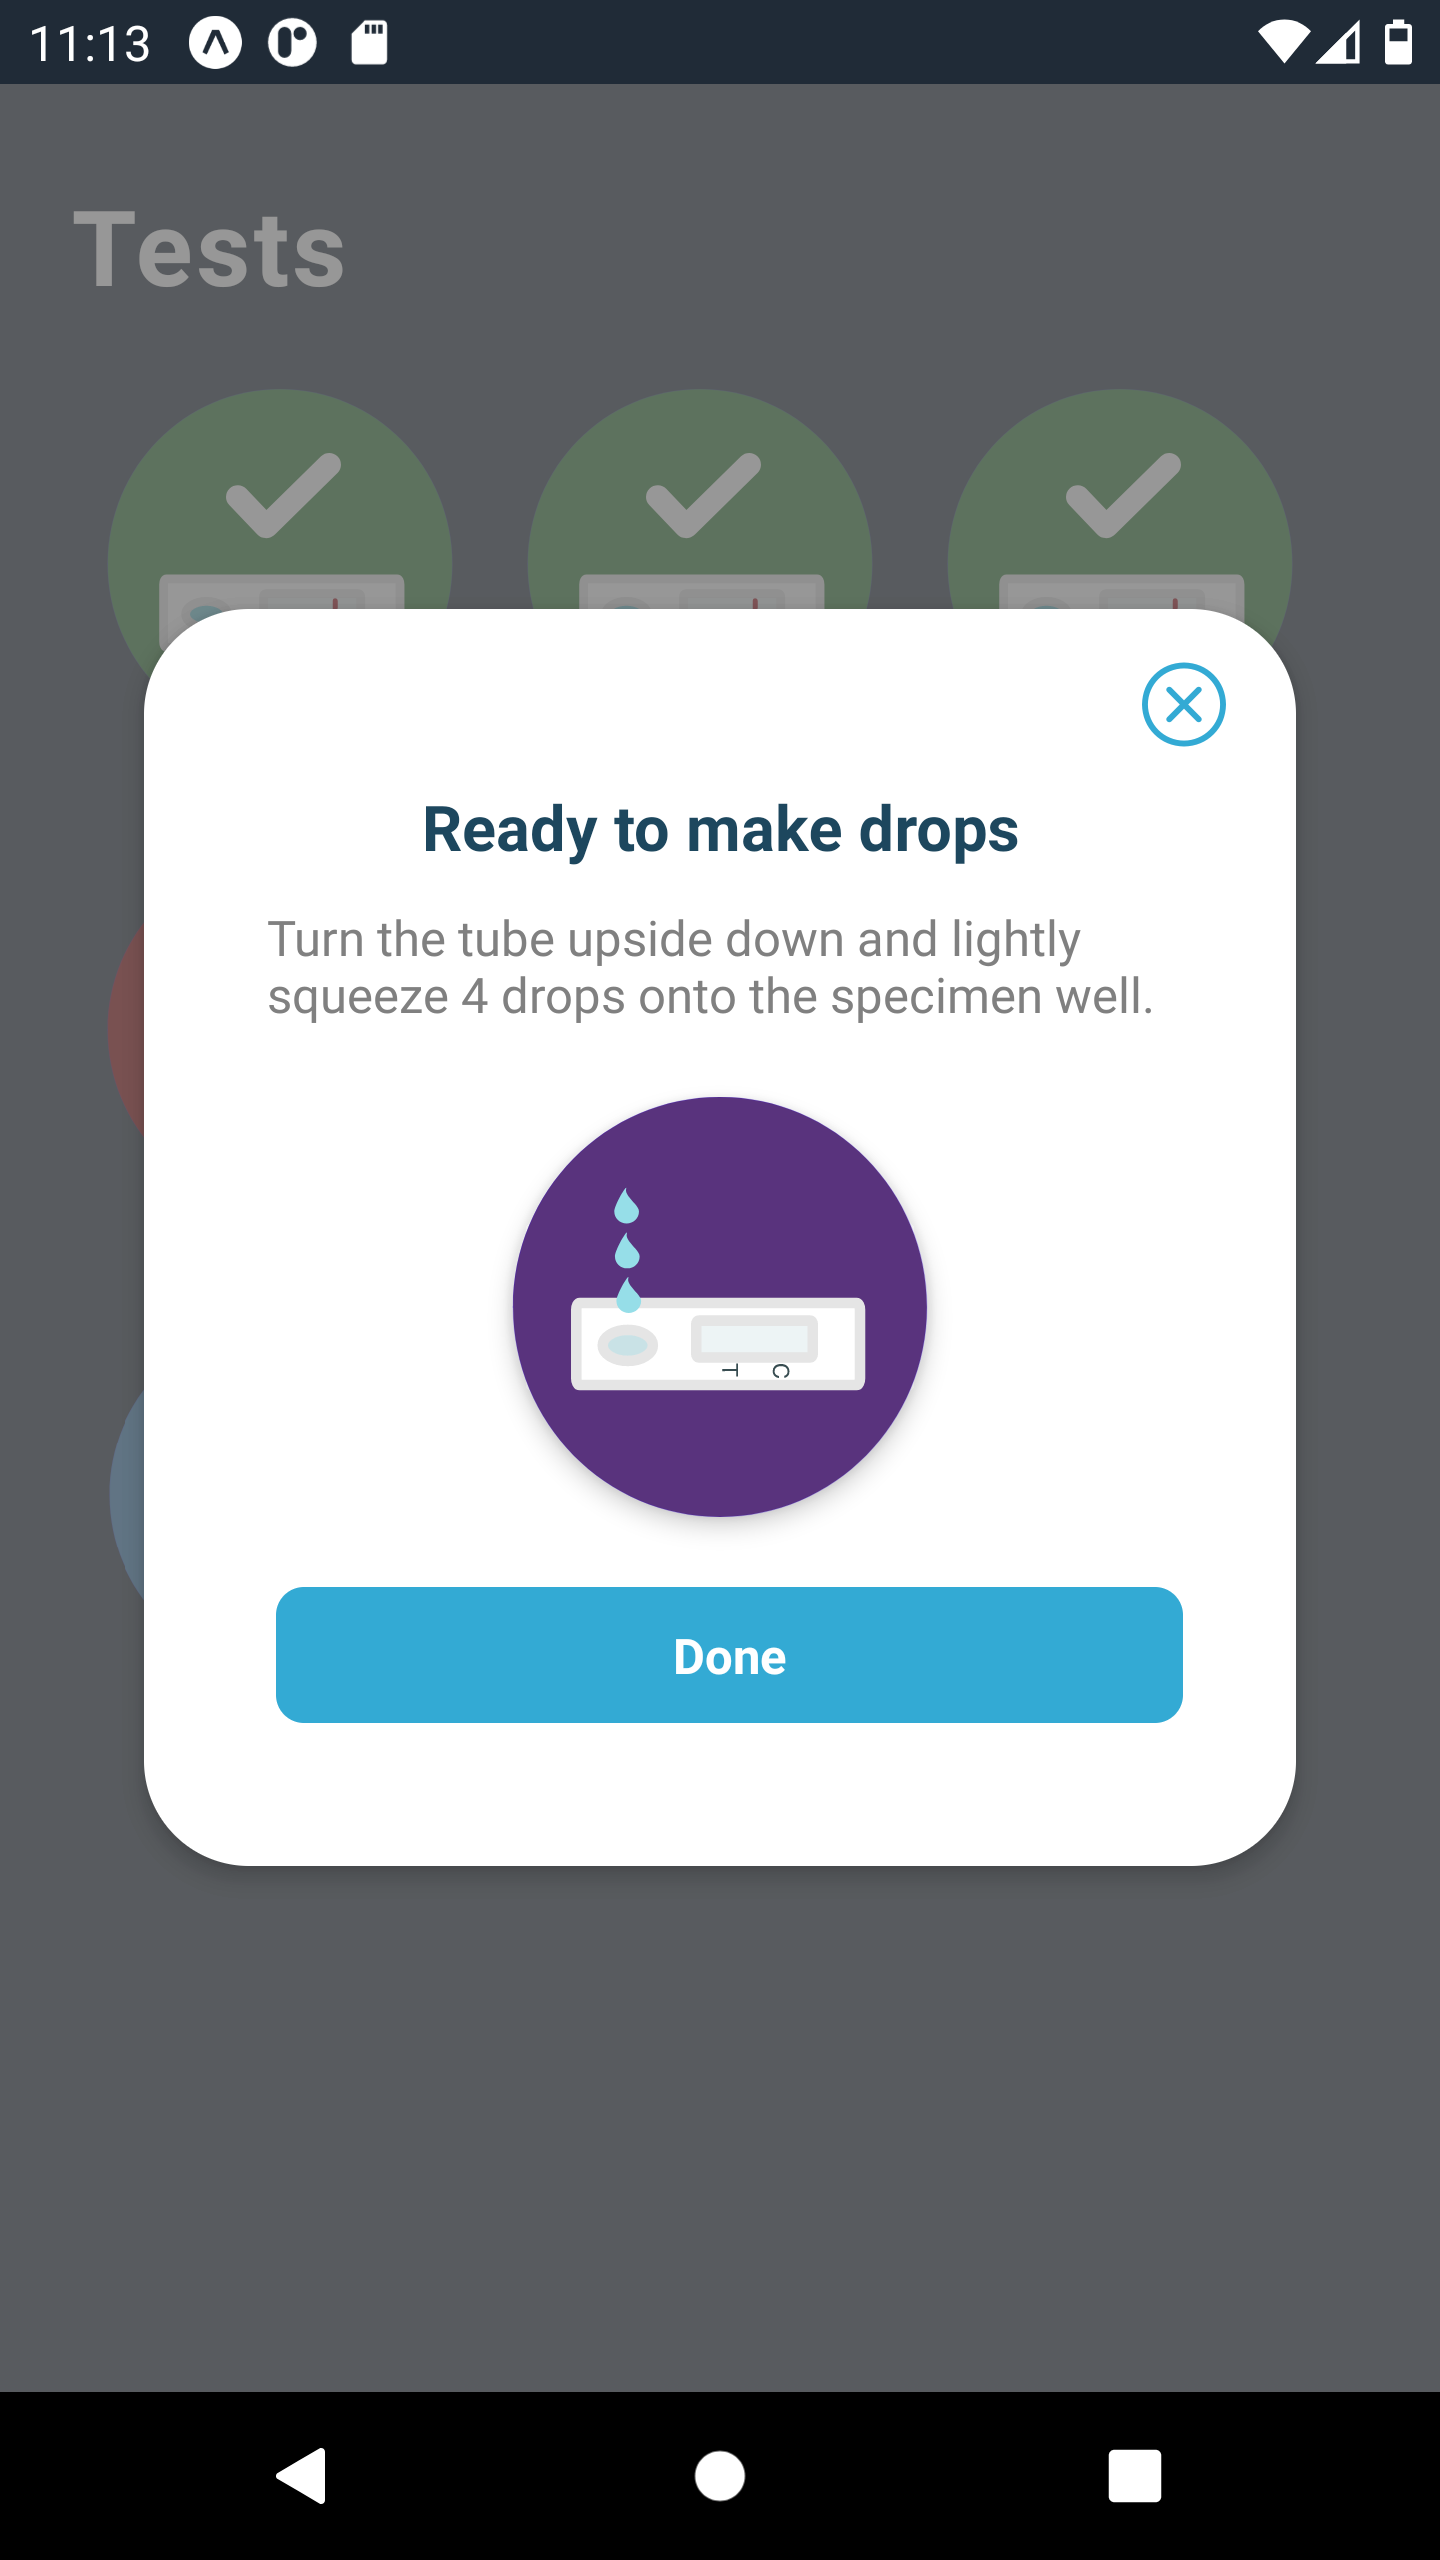 11:13
Tests
Ready to make drops
Turn the tube upside down and lightly
squeeze 4 drops onto the specimen well.
T C
Done